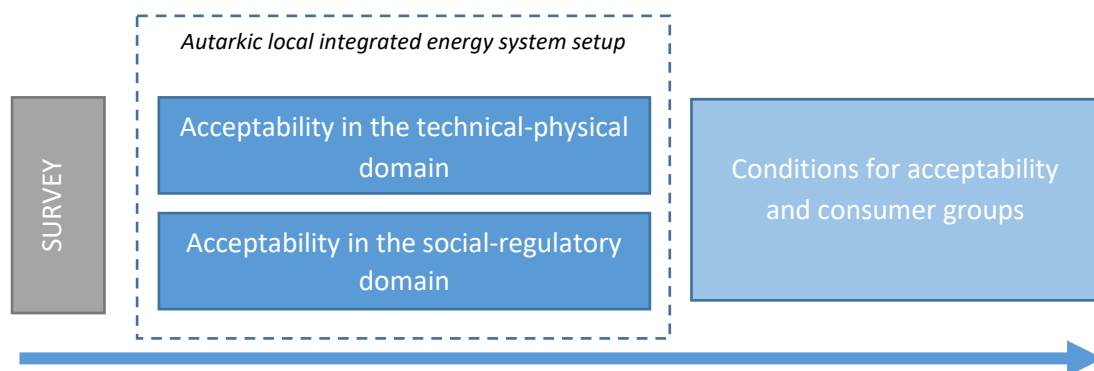 Autarkic local integrated energy system setup
SURVEY
Acceptability in the technical-physical
domain
Acceptability in the social-regulatory
domain
Conditions for acceptability
and consumer groups